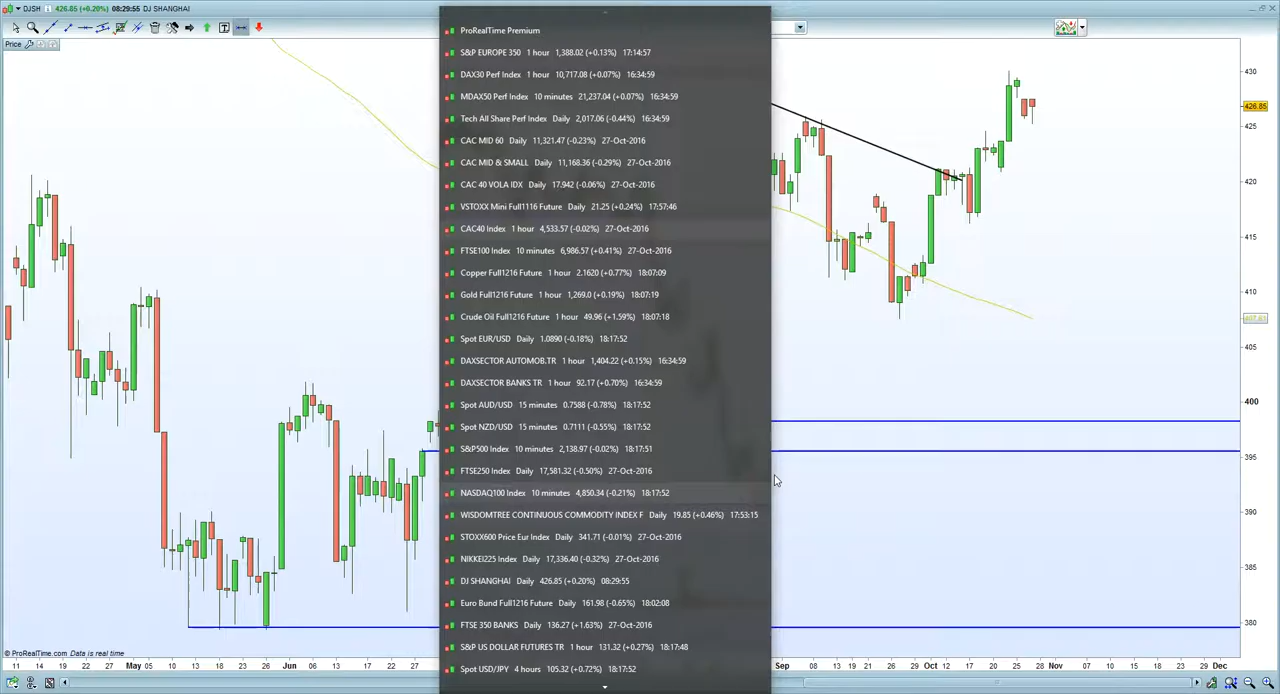 DJSH 426.85 (+0.20%) 08:29:55 DJ SHANGHAI
Price
ProRealTime Premium
S&P EUROPE 350 1 hour 1,388.02 (+0.13%) 17:14:57
DAX30 Perf Index 1 hour 10,717.08 (+0.07%) 16:34:59
MDAX50 Perf Index 10 minutes 21,237.04 (+0.07%) 16:34:59
Tech All Share Perf Index Daily 2,017.06 (-0.44%) 16:34:59
CAC MID 60 Daily 11,321.47 (-0.23%) 27-Oct-2016
CAC MID & SMALL Daily 11,168.36 (-0.29%) 27-Oct-2016
CAC 40 VOLA IDX Daily 17.942 (-0.06%) 27-Oct-2016
VSTOXX Mini Full1116 Future Daily 21.25 (+0.24%) 17:57:46
CAC40 Index 1 hour 4,533.57 (-0.02%) 27-Oct-2016
FTSE100 Index 10 minutes 6,986.57 (+0.41%) 27-Oct-2016
Copper Full1216 Future 1 hour 2.1620 (+0.77%) 18:07:09
Gold Full1216 Future 1 hour 1,269.0 (+0.19%) 18:07:19
Crude Oil Full1216 Future 1 hour 49.96 (+1.59%) 18:07:18
Spot EUR/USD Daily 1.0890 (-0.18%) 18:17:52
DAXSECTOR AUTOMOB.TR 1 hour 1,404.22 (+0.15%) 16:34:59
DAXSECTOR BANKS TR 1 hour 92.17 (+0.70%) 16:34:59
Spot AUD/USD 15 minutes 0.7588 (-0.78%) 18:17:52
Spot NZD/USD 15 minutes 0.7111 (-0.55%) 18:17:52
S&P500 Index 10 minutes 2,138.97 (-0.02%) 18:17:51
FTSE250 Index Daily 17,581.32 (-0.50%) 27-Oct-2016
NASDAQ100 Index 10 minutes 4,850.34 (-0.21%) 18:17:52
WISDOMTREE CONTINUOUS COMMODITY INDEX F Daily 19.85 (+0.46%) 17:53:15
STOXX600 Price Eur Index Daily 341.71 (-0.01%) 27-Oct-2016
NIKKEI225 Index Daily 17,336.40 (-0.32%) 27-Oct-2016
DJ SHANGHAI Daily 426.85 (+0.20%) 08:29:55
Euro Bund Full1216 Future Daily 161.98 (-0.65%) 18:02:08
FTSE 350 BANKS Daily 136.27 (+1.63%) 27-Oct-2016
S&P US DOLLAR FUTURES TR 1 hour 131.32 (+0.27%) 18:17:48
Spot USD/JPY 4 hours 105.32 (+0.72%) 18:17:52
430
426.85
425
420
415
410
405
400
395
390
385
380
© ProRealTime.com Data is real time
11 14 18 22 27 May 05 10 13 18 23 26 Jun 06 13 17 22 27 Sep 08 13 19 21 26 Oct 06 11 14 20 25 28 Nov 07 10 15 18 23 29 Dec